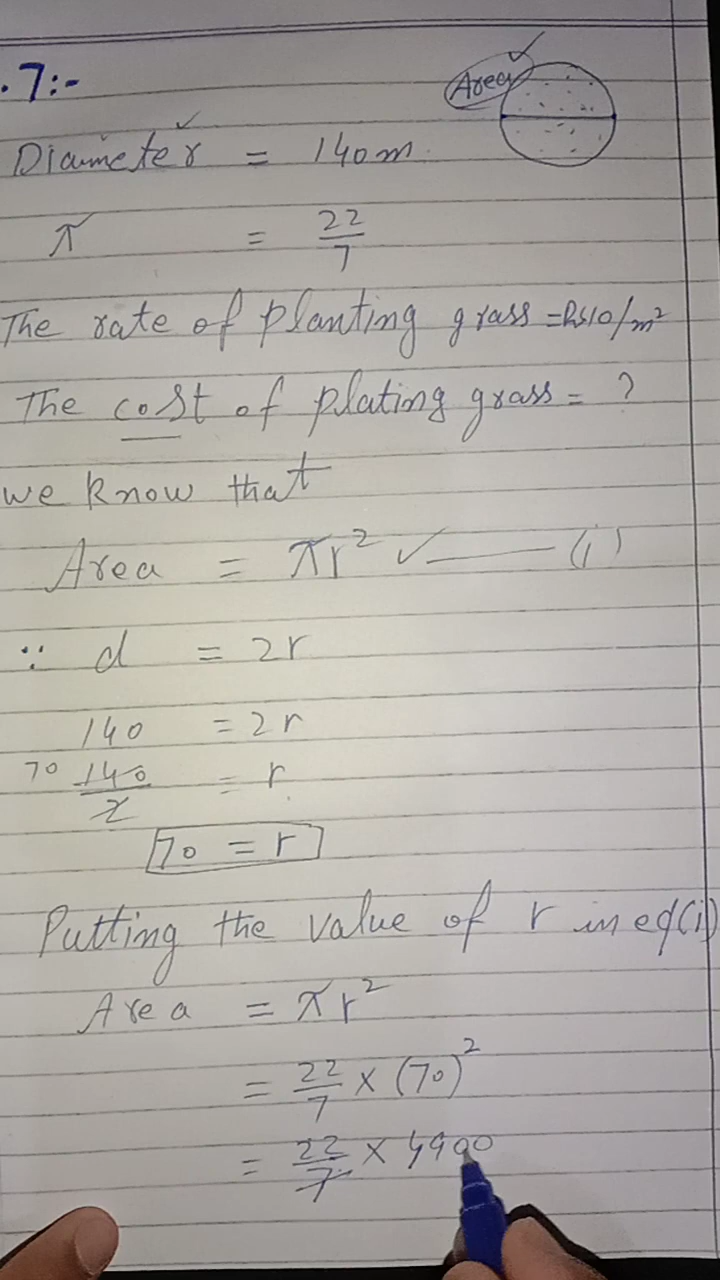 .7:-
Area
Diameter = 140m
π = 22/7
The rate of planting grass = Rs10/m²
The cost of plating grass = ?
we know that
Area = πr² ✓ —— (i)
∵ d = 2r
140 = 2r
70 140/2 = r
70 = r
Putting the value of r in eq(i)
Area = πr²
= 22/7 × (70)²
= 22/7 × 4900